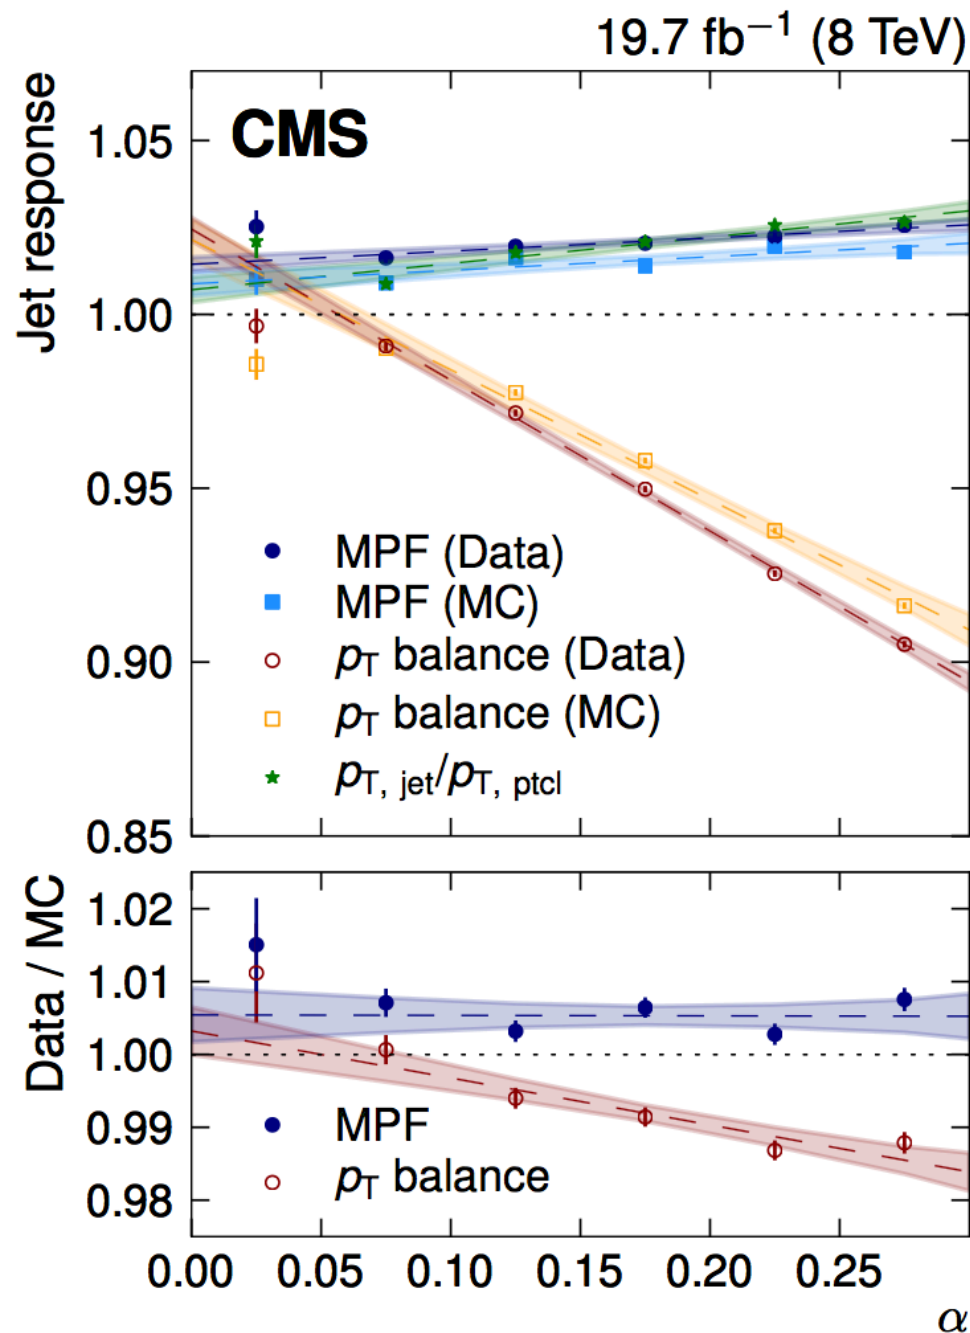 19.7 fb⁻¹ (8 TeV)
CMS
Jet response
1.05
1.00
0.95
0.90
0.85
MPF (Data)
MPF (MC)
pT balance (Data)
pT balance (MC)
pT, jet/pT, ptcl
Data / MC
1.02
1.01
1.00
0.99
0.98
MPF
pT balance
0.00 0.05 0.10 0.15 0.20 0.25
α